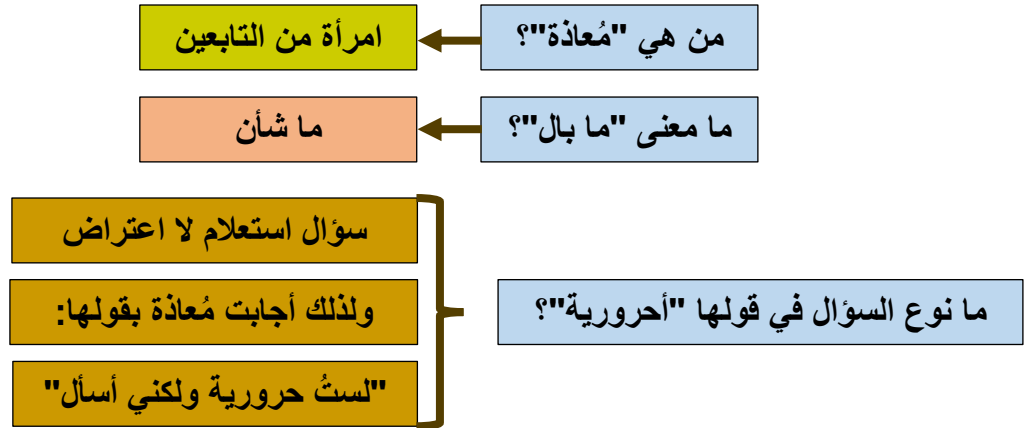 من هي "مُعاذة"؟
امرأة من التابعين
ما معنى "ما بال"؟
ما شأن
ما نوع السؤال في قولها "أحرورية"؟
سؤال استعلام لا اعتراض
ولذلك أجابت مُعاذة بقولها:
"لستُ حرورية ولكني أسأل"